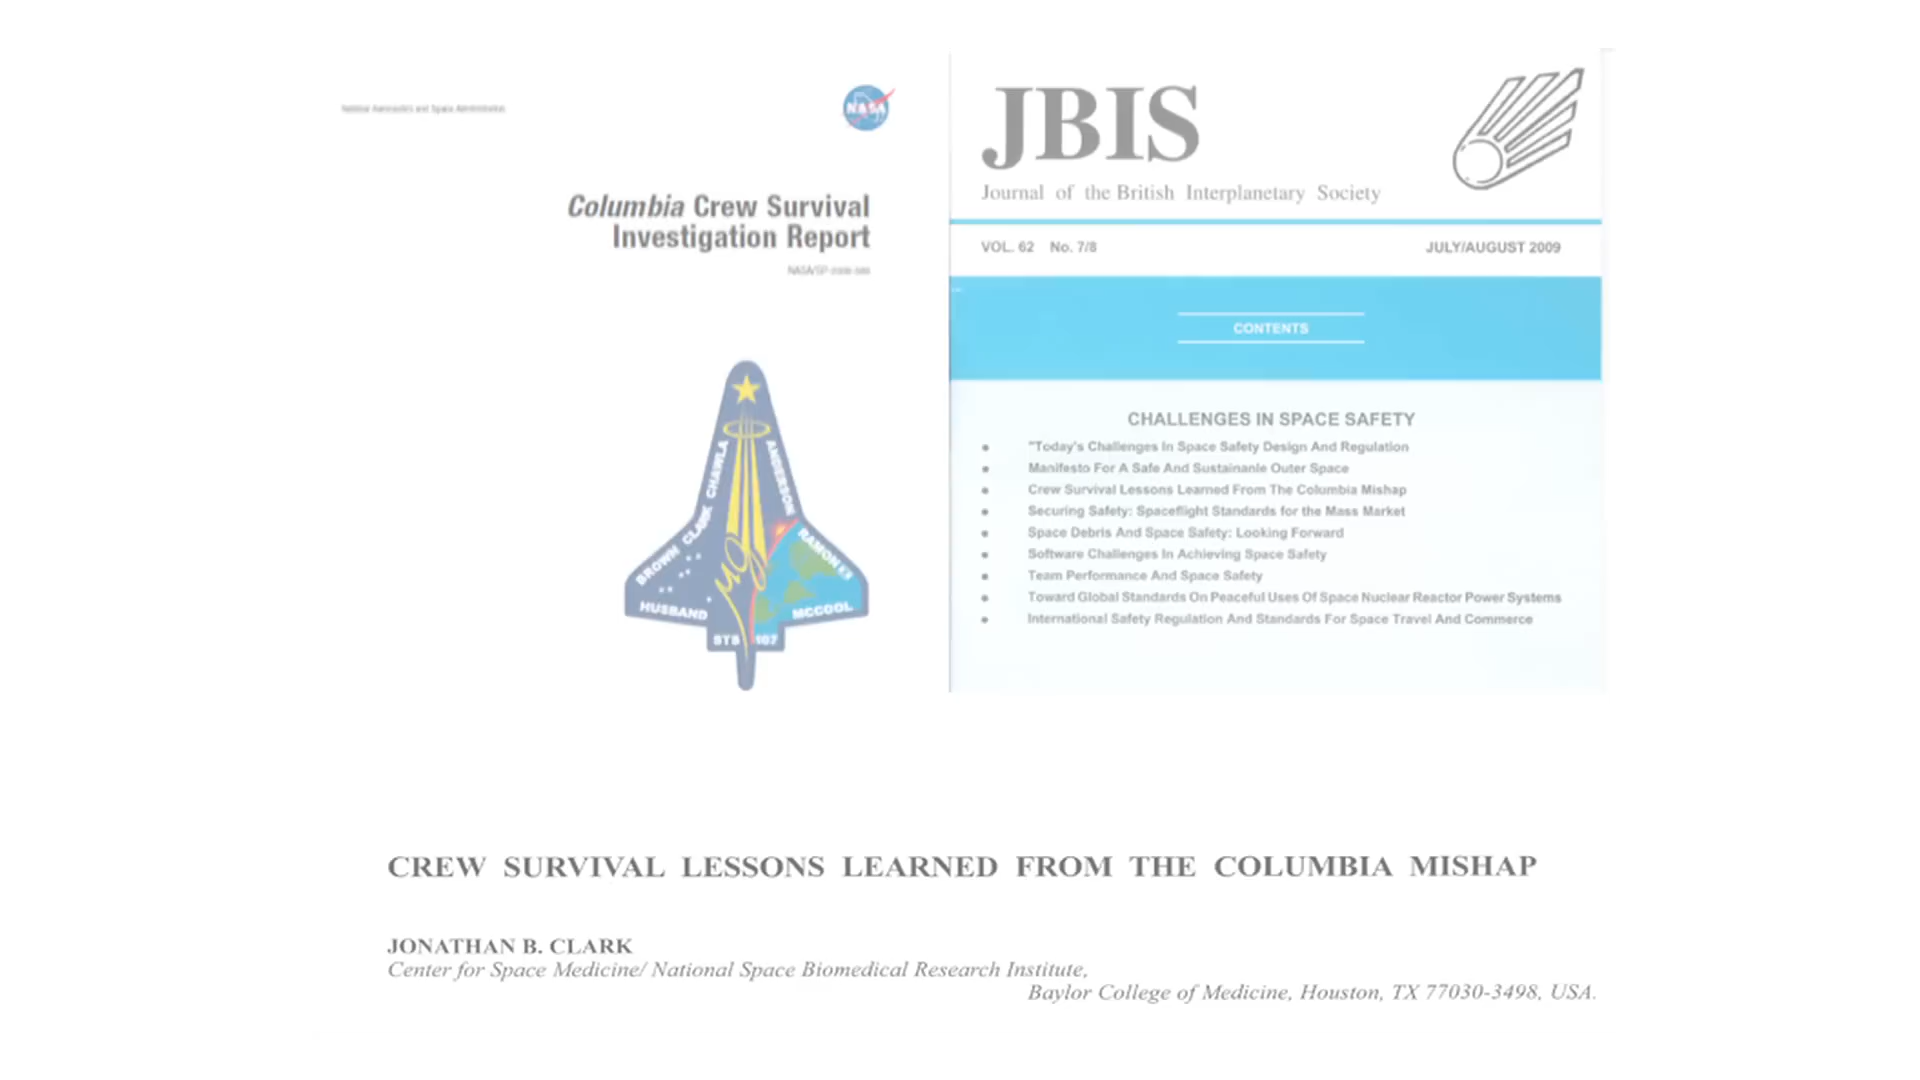 National Aeronautics and Space Administration
NASA
Columbia Crew Survival
Investigation Report
CHAWLA
CLARK
BROWN
HUSBAND
ANDERSON
RAMON
MCCOOL
STS 107
JBIS
Journal of the British Interplanetary Society
VOL. 62 No. 7/8 JULY/AUGUST 2009
CONTENTS
CHALLENGES IN SPACE SAFETY
• "Today's Challenges In Space Safety Design And Regulation
• Manifesto For A Safe And Sustainanle Outer Space
• Crew Survival Lessons Learned From The Columbia Mishap
• Securing Safety: Spaceflight Standards for the Mass Market
• Space Debris And Space Safety: Looking Forward
• Software Challenges In Achieving Space Safety
• Team Performance And Space Safety
• Toward Global Standards On Peaceful Uses Of Space Nuclear Reactor Power Systems
• International Safety Regulation And Standards For Space Travel And Commerce
CREW SURVIVAL LESSONS LEARNED FROM THE COLUMBIA MISHAP
JONATHAN B. CLARK
Center for Space Medicine/ National Space Biomedical Research Institute,
Baylor College of Medicine, Houston, TX 77030-3498, USA.